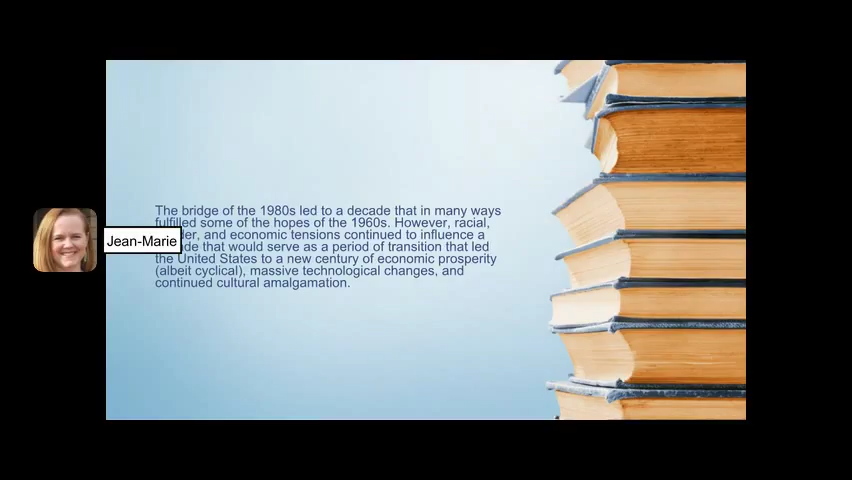 The bridge of the 1980s led to a decade that in many ways
fulfilled some of the hopes of the 1960s. However, racial,
and economic tensions continued to influence a
that would serve as a period of transition that led
the United States to a new century of economic prosperity
(albeit cyclical), massive technological changes, and
continued cultural amalgamation.
Jean-Marie